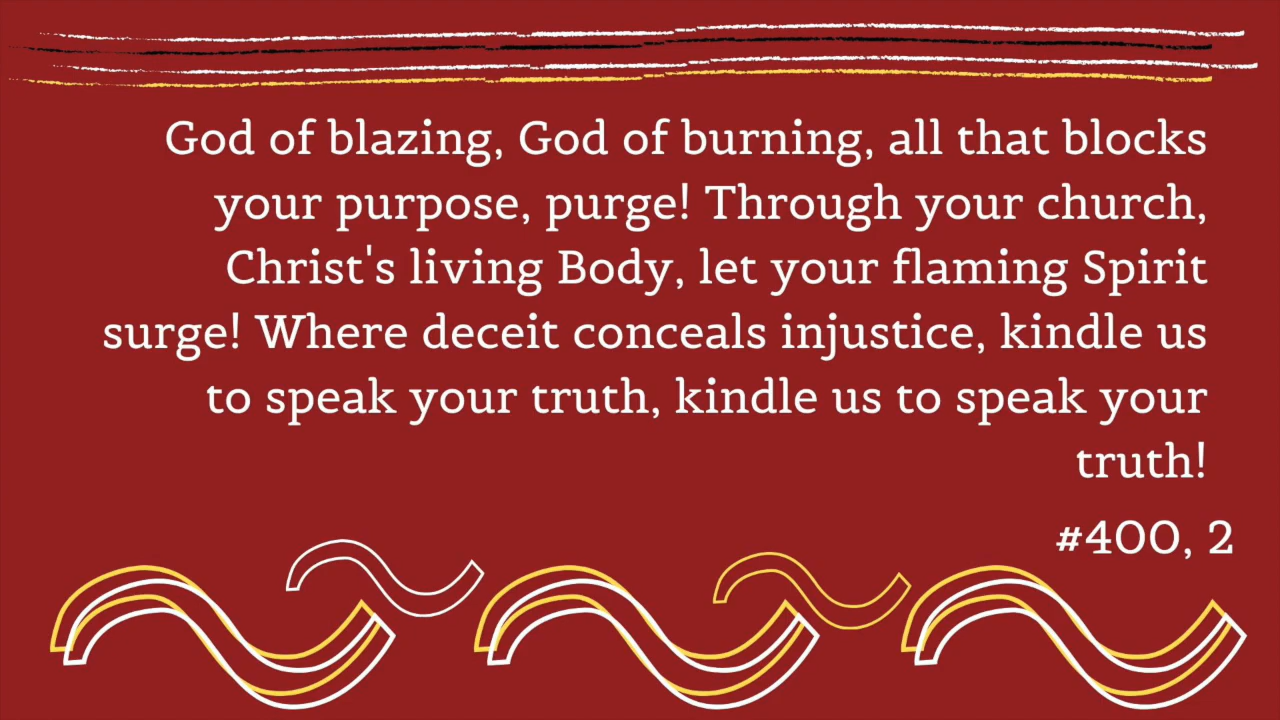 God of blazing, God of burning, all that blocks
your purpose, purge! Through your church,
Christ's living Body, let your flaming Spirit
surge! Where deceit conceals injustice, kindle us
to speak your truth, kindle us to speak your
truth!
#400, 2